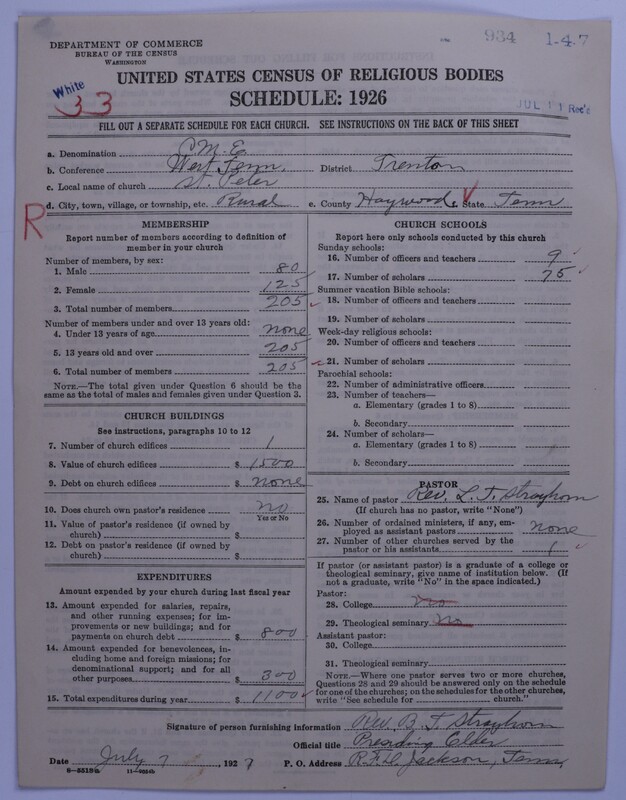 934 1-4-7
DEPARTMENT OF COMMERCE
BUREAU OF THE CENSUS
WASHINGTON
UNITED STATES CENSUS OF RELIGIOUS BODIES
White
33
SCHEDULE: 1926
JUL 11 Rec'd
FILL OUT A SEPARATE SCHEDULE FOR EACH CHURCH. SEE INSTRUCTIONS ON THE BACK OF THIS SHEET
a. Denomination C.M.E.
b. Conference West Tenn. District Trenton
c. Local name of church St. Peter
d. City, town, village, or township, etc. Rural e. County Haywood f. State Tenn
R
MEMBERSHIP
Report number of members according to definition of member in your church
Number of members, by sex:
1. Male 80
2. Female 125
3. Total number of members 205
Number of members under and over 13 years old:
4. Under 13 years of age none
5. 13 years old and over 205
6. Total number of members 205
NOTE.—The total given under Question 6 should be
same as the total of males and females given under Question 3.
CHURCH BUILDINGS
See instructions, paragraphs 10 to 12
7. Number of church edifices 1
8. Value of church edifices $ 1500
9. Debt on church edifices $ none
10. Does church own pastor's residence no
Yes or No
11. Value of pastor's residence (if owned by
church) $
12. Debt on pastor's residence (if owned by
church) $
EXPENDITURES
Amount expended by your church during last fiscal year
13. Amount expended for salaries, repairs,
and other running expenses; for im-
provements or new buildings; and for
payments on church debt $ 800
14. Amount expended for benevolences, in-
cluding home and foreign missions; for
denominational support; and for all
other purposes $ 300
15. Total expenditures during year $ 1100
CHURCH SCHOOLS
Report here only schools conducted by this church
Sunday schools:
16. Number of officers and teachers 9
17. Number of scholars 75
Summer vacation Bible schools:
18. Number of officers and teachers
19. Number of scholars
Week-day religious schools:
20. Number of officers and teachers
21. Number of scholars
Parochial schools:
22. Number of administrative officers
23. Number of teachers—
a. Elementary (grades 1 to 8)
b. Secondary
24. Number of scholars—
a. Elementary (grades 1 to 8)
b. Secondary
PASTOR
25. Name of pastor Rev. L. T. Strayhorn
(If church has no pastor, write "None")
26. Number of ordained ministers, if any, em-
ployed as assistant pastors none
27. Number of other churches served by the
pastor or his assistants 1
If pastor (or assistant pastor) is a graduate of a college or
theological seminary, give name of institution below. (If
not a graduate, write "No" in the space indicated.)
Pastor:
28. College no
29. Theological seminary no
Assistant pastor:
30. College
31. Theological seminary
NOTE.—Where one pastor serves two or more churches,
Questions 28 and 29 should be answered only on the schedule
for one of the churches; on the schedules for the other churches,
write "See schedule for church."
Signature of person furnishing information Rev. B. T. Strayhorn
Official title Presiding Elder
Date July 7, 1927 P. O. Address R.F.D. Jackson, Tenn